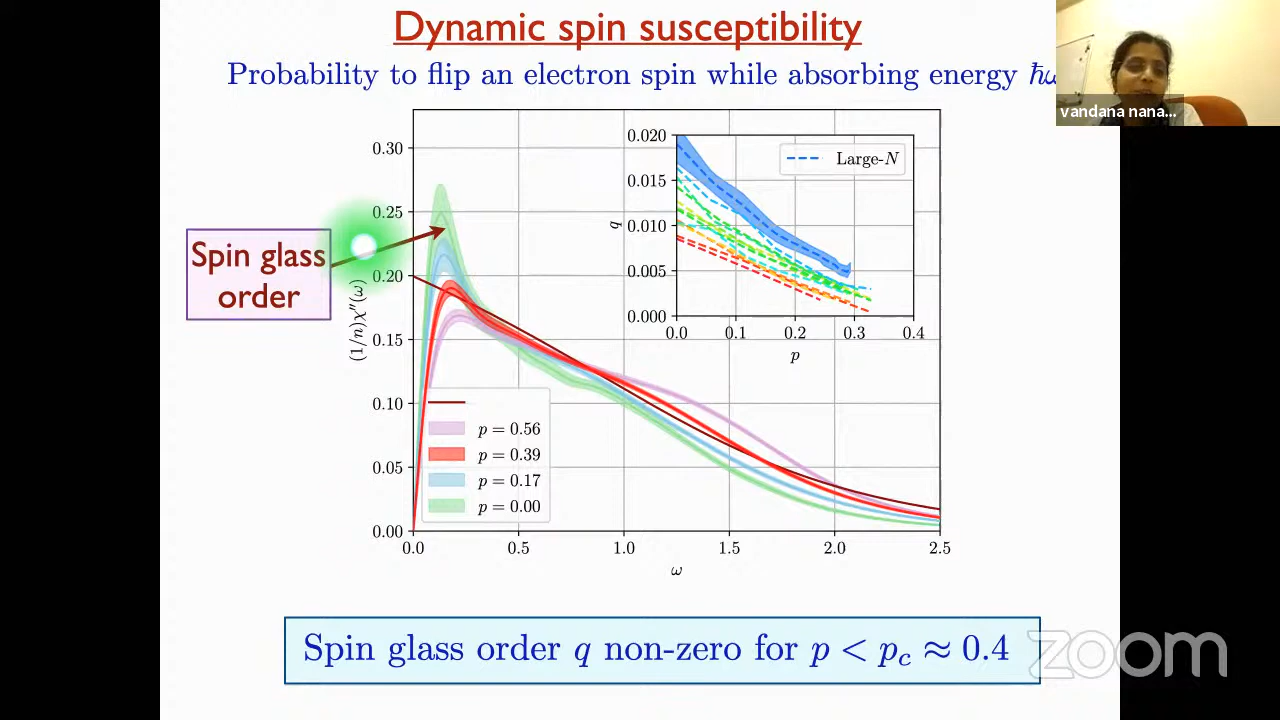 Dynamic spin susceptibility
Probability to flip an electron spin while absorbing energy ħω
vandana nana...
Spin glass
order
(1/n)χ''(ω)
0.30
0.25
0.20
0.15
0.10
0.05
0.00
0.0 0.5 1.0 1.5 2.0 2.5
ω
p = 0.56
p = 0.39
p = 0.17
p = 0.00
q
0.020
0.015
0.010
0.005
0.000
0.0 0.1 0.2 0.3 0.4
p
Large-N
Spin glass order q non-zero for p < p_c ≈ 0.4
zoom